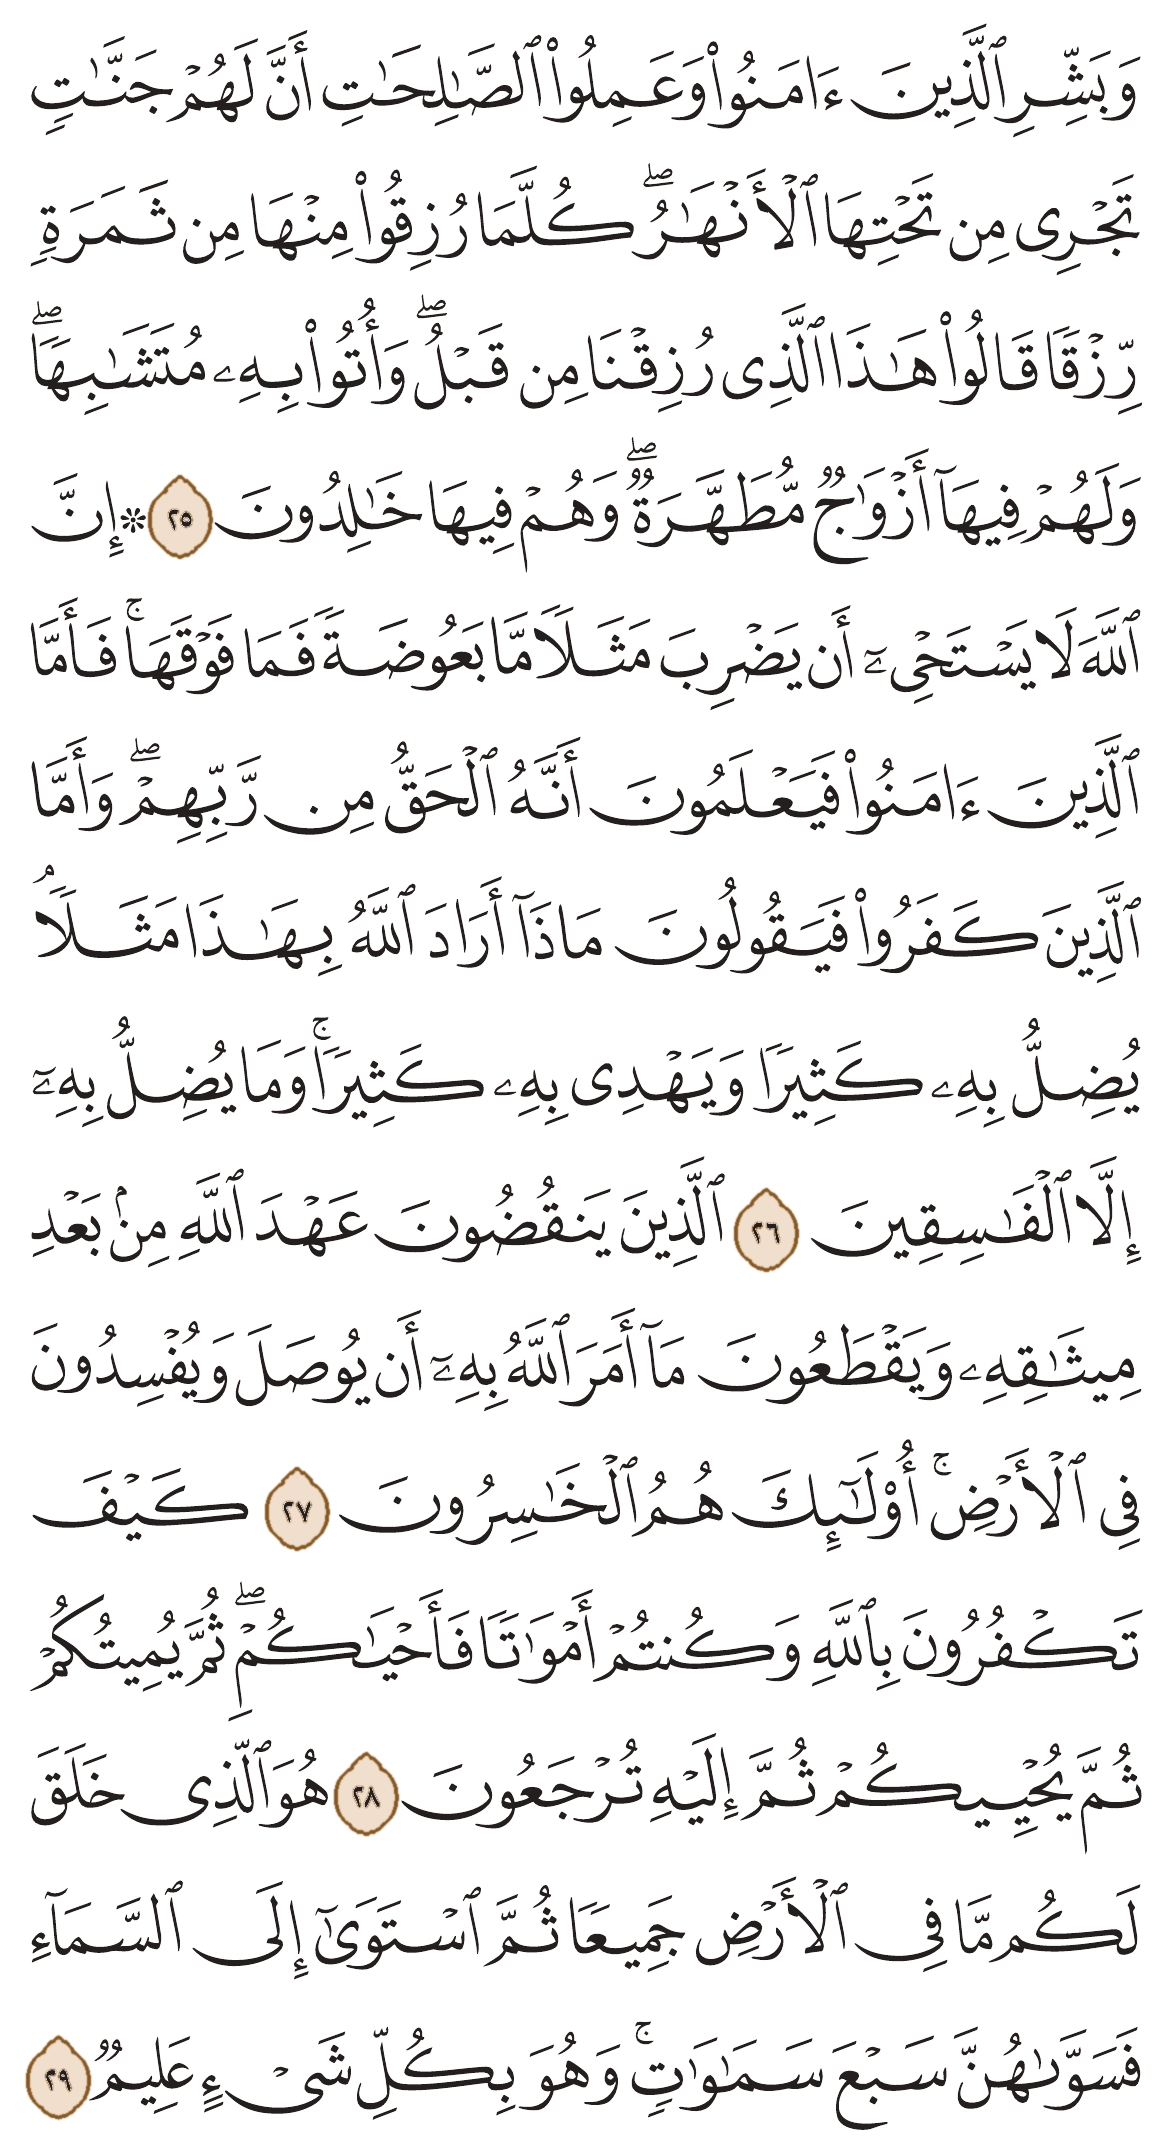 وَبَشِّرِ ٱلَّذِينَ ءَامَنُوا۟ وَعَمِلُوا۟ ٱلصَّـٰلِحَـٰتِ أَنَّ لَهُمْ جَنَّـٰتٍ
تَجْرِى مِن تَحْتِهَا ٱلْأَنْهَـٰرُ ۖ كُلَّمَا رُزِقُوا۟ مِنْهَا مِن ثَمَرَةٍ
رِّزْقًا قَالُوا۟ هَـٰذَا ٱلَّذِى رُزِقْنَا مِن قَبْلُ ۖ وَأُتُوا۟ بِهِۦ مُتَشَـٰبِهًا ۖ
وَلَهُمْ فِيهَآ أَزْوَٰجٌ مُّطَهَّرَةٌ ۖ وَهُمْ فِيهَا خَـٰلِدُونَ ٢٥ ۞ إِنَّ
ٱللَّهَ لَا يَسْتَحْىِۦٓ أَن يَضْرِبَ مَثَلًا مَّا بَعُوضَةً فَمَا فَوْقَهَا ۚ فَأَمَّا
ٱلَّذِينَ ءَامَنُوا۟ فَيَعْلَمُونَ أَنَّهُ ٱلْحَقُّ مِن رَّبِّهِمْ ۖ وَأَمَّا
ٱلَّذِينَ كَفَرُوا۟ فَيَقُولُونَ مَاذَآ أَرَادَ ٱللَّهُ بِهَـٰذَا مَثَلًا ۘ
يُضِلُّ بِهِۦ كَثِيرًا وَيَهْدِى بِهِۦ كَثِيرًا ۚ وَمَا يُضِلُّ بِهِۦٓ
إِلَّا ٱلْفَـٰسِقِينَ ٢٦ ٱلَّذِينَ يَنقُضُونَ عَهْدَ ٱللَّهِ مِنۢ بَعْدِ
مِيثَـٰقِهِۦ وَيَقْطَعُونَ مَآ أَمَرَ ٱللَّهُ بِهِۦٓ أَن يُوصَلَ وَيُفْسِدُونَ
فِى ٱلْأَرْضِ ۚ أُو۟لَـٰٓئِكَ هُمُ ٱلْخَـٰسِرُونَ ٢٧ كَيْفَ
تَكْفُرُونَ بِٱللَّهِ وَكُنتُمْ أَمْوَٰتًا فَأَحْيَـٰكُمْ ۖ ثُمَّ يُمِيتُكُمْ
ثُمَّ يُحْيِيكُمْ ثُمَّ إِلَيْهِ تُرْجَعُونَ ٢٨ هُوَ ٱلَّذِى خَلَقَ
لَكُم مَّا فِى ٱلْأَرْضِ جَمِيعًا ثُمَّ ٱسْتَوَىٰٓ إِلَى ٱلسَّمَآءِ
فَسَوَّىٰهُنَّ سَبْعَ سَمَـٰوَٰتٍ ۚ وَهُوَ بِكُلِّ شَىْءٍ عَلِيمٌ ٢٩